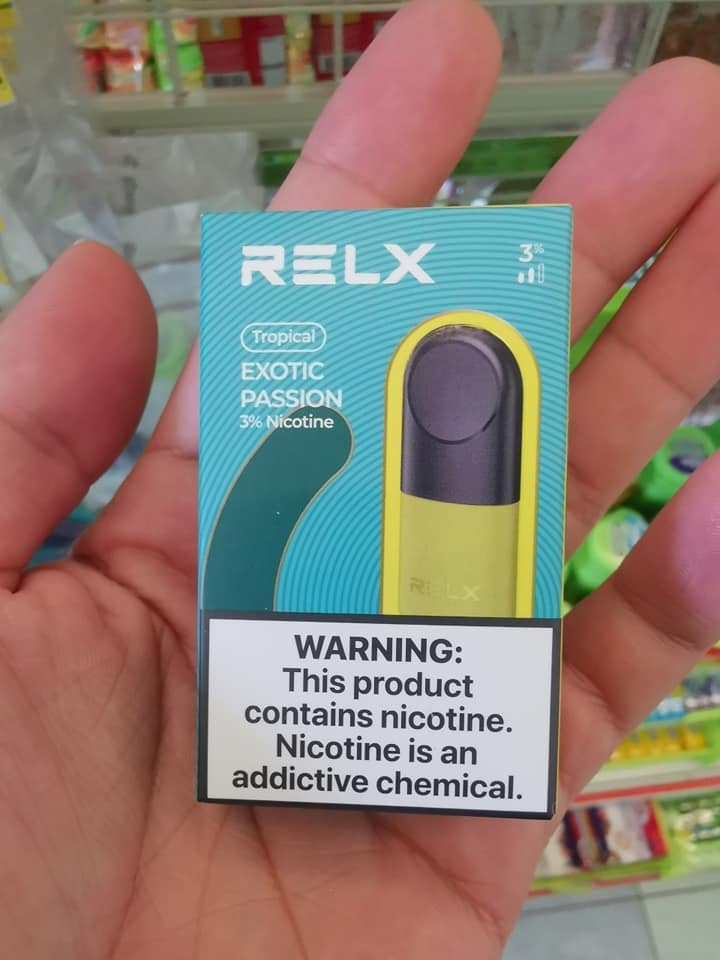 RELX
3%
Tropical
EXOTIC
PASSION
3% Nicotine
RELX
WARNING:
This product
contains nicotine.
Nicotine is an
addictive chemical.